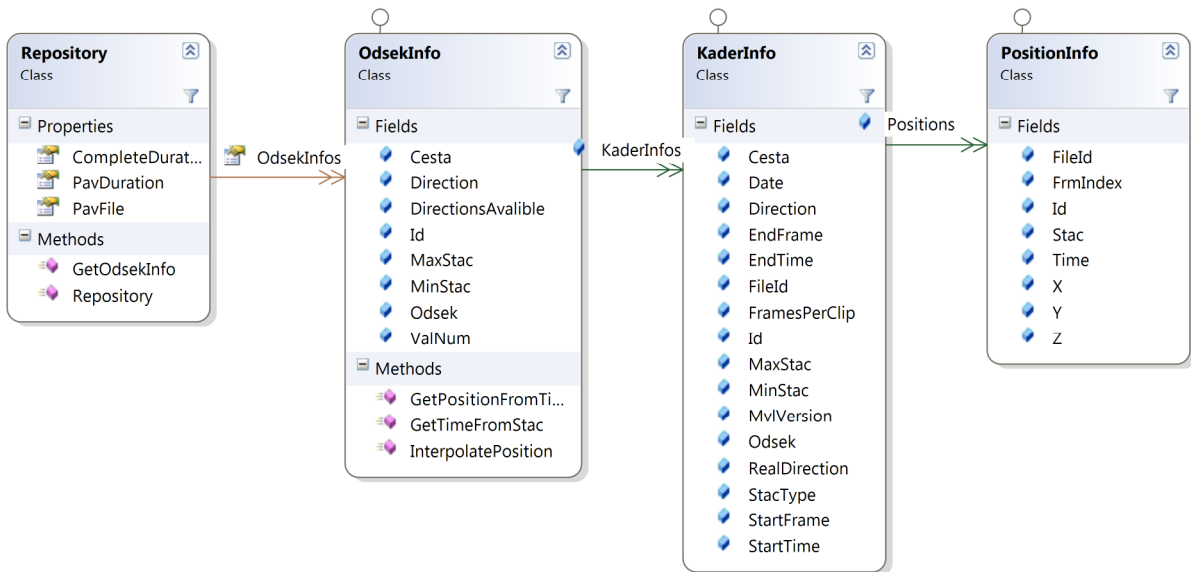 Repository
Class
Properties
CompleteDurat...
PavDuration
PavFile
Methods
GetOdsekInfo
Repository
OdsekInfos
OdsekInfo
Class
Fields
Cesta
Direction
DirectionsAvalible
Id
MaxStac
MinStac
Odsek
ValNum
Methods
GetPositionFromTi...
GetTimeFromStac
InterpolatePosition
KaderInfos
KaderInfo
Class
Fields
Cesta
Date
Direction
EndFrame
EndTime
FileId
FramesPerClip
Id
MaxStac
MinStac
MvlVersion
Odsek
RealDirection
StacType
StartFrame
StartTime
Positions
PositionInfo
Class
Fields
FileId
FrmIndex
Id
Stac
Time
X
Y
Z